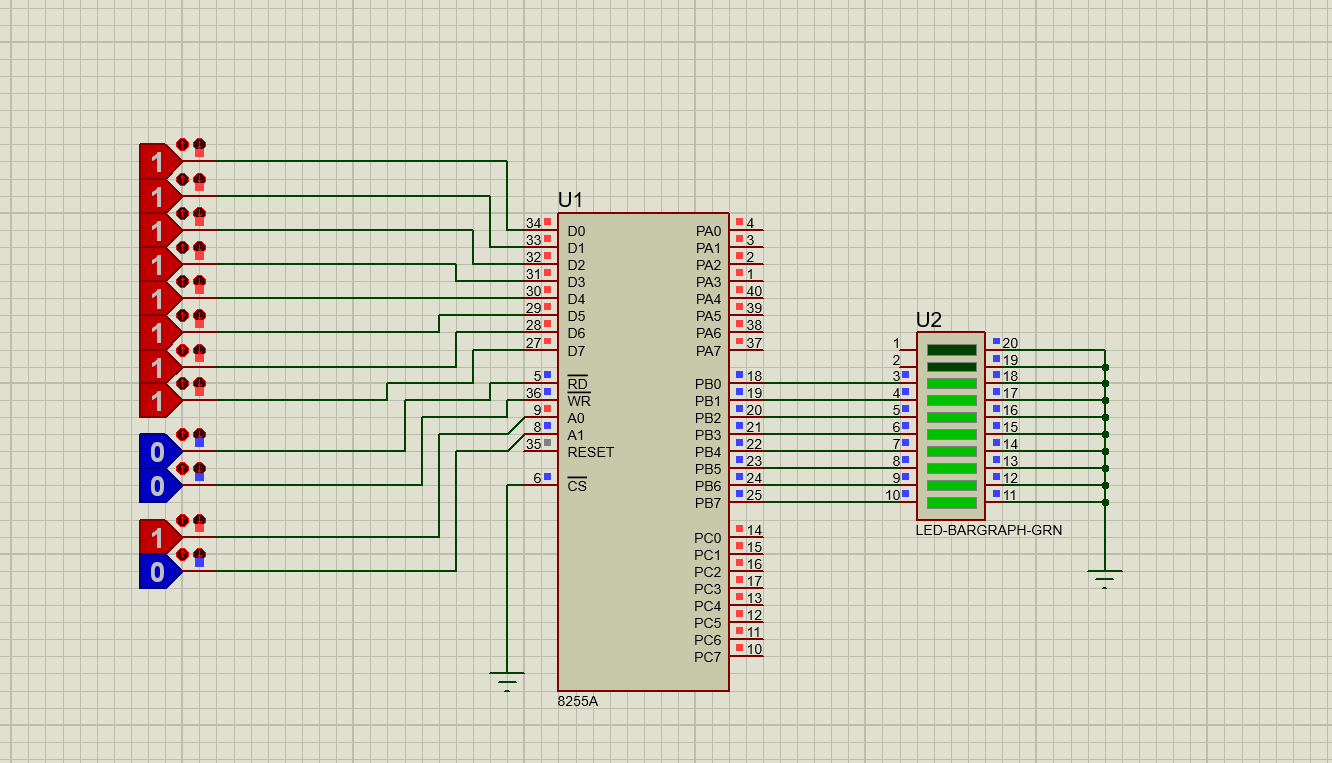 1
1
1
1
1
1
1
1
0
0
1
0
U1
34 D0 PA0 4
33 D1 PA1 3
32 D2 PA2 2
31 D3 PA3 1
30 D4 PA4 40
29 D5 PA5 39
28 D6 PA6 38
27 D7 PA7 37
5 RD PB0 18
36 WR PB1 19
9 A0 PB2 20
8 A1 PB3 21
35 RESET PB4 22
PB5 23
6 CS PB6 24
PB7 25
PC0 14
PC1 15
PC2 16
PC3 17
PC4 13
PC5 12
PC6 11
PC7 10
8255A
U2
1 20
2 19
3 18
4 17
5 16
6 15
7 14
8 13
9 12
10 11
LED-BARGRAPH-GRN